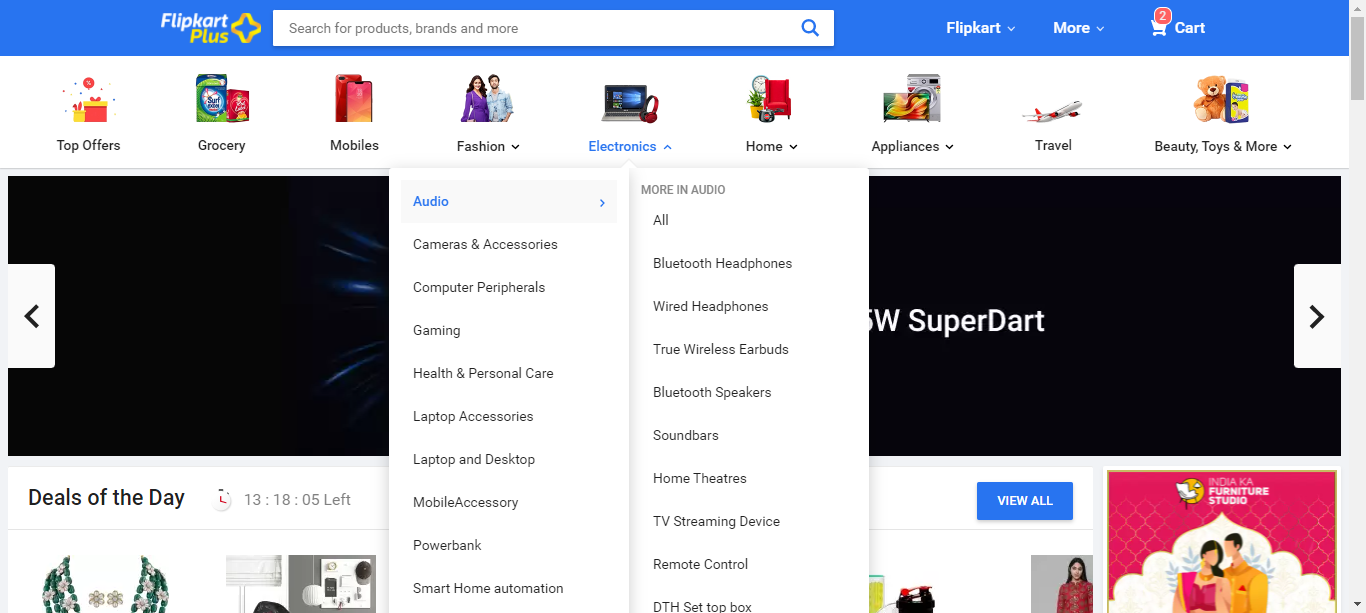 Flipkart
Plus
Search for products, brands and more
Flipkart
More
2
Cart
Top Offers
Grocery
Mobiles
Fashion
Electronics
Home
Appliances
Travel
Beauty, Toys & More
Audio
Cameras & Accessories
Computer Peripherals
Gaming
Health & Personal Care
Laptop Accessories
Laptop and Desktop
MobileAccessory
Powerbank
Smart Home automation
MORE IN AUDIO
All
Bluetooth Headphones
Wired Headphones
True Wireless Earbuds
Bluetooth Speakers
Soundbars
Home Theatres
TV Streaming Device
Remote Control
DTH Set top box
5W SuperDart
Deals of the Day
13 : 18 : 05 Left
VIEW ALL
INDIA KA
FURNITURE
STUDIO